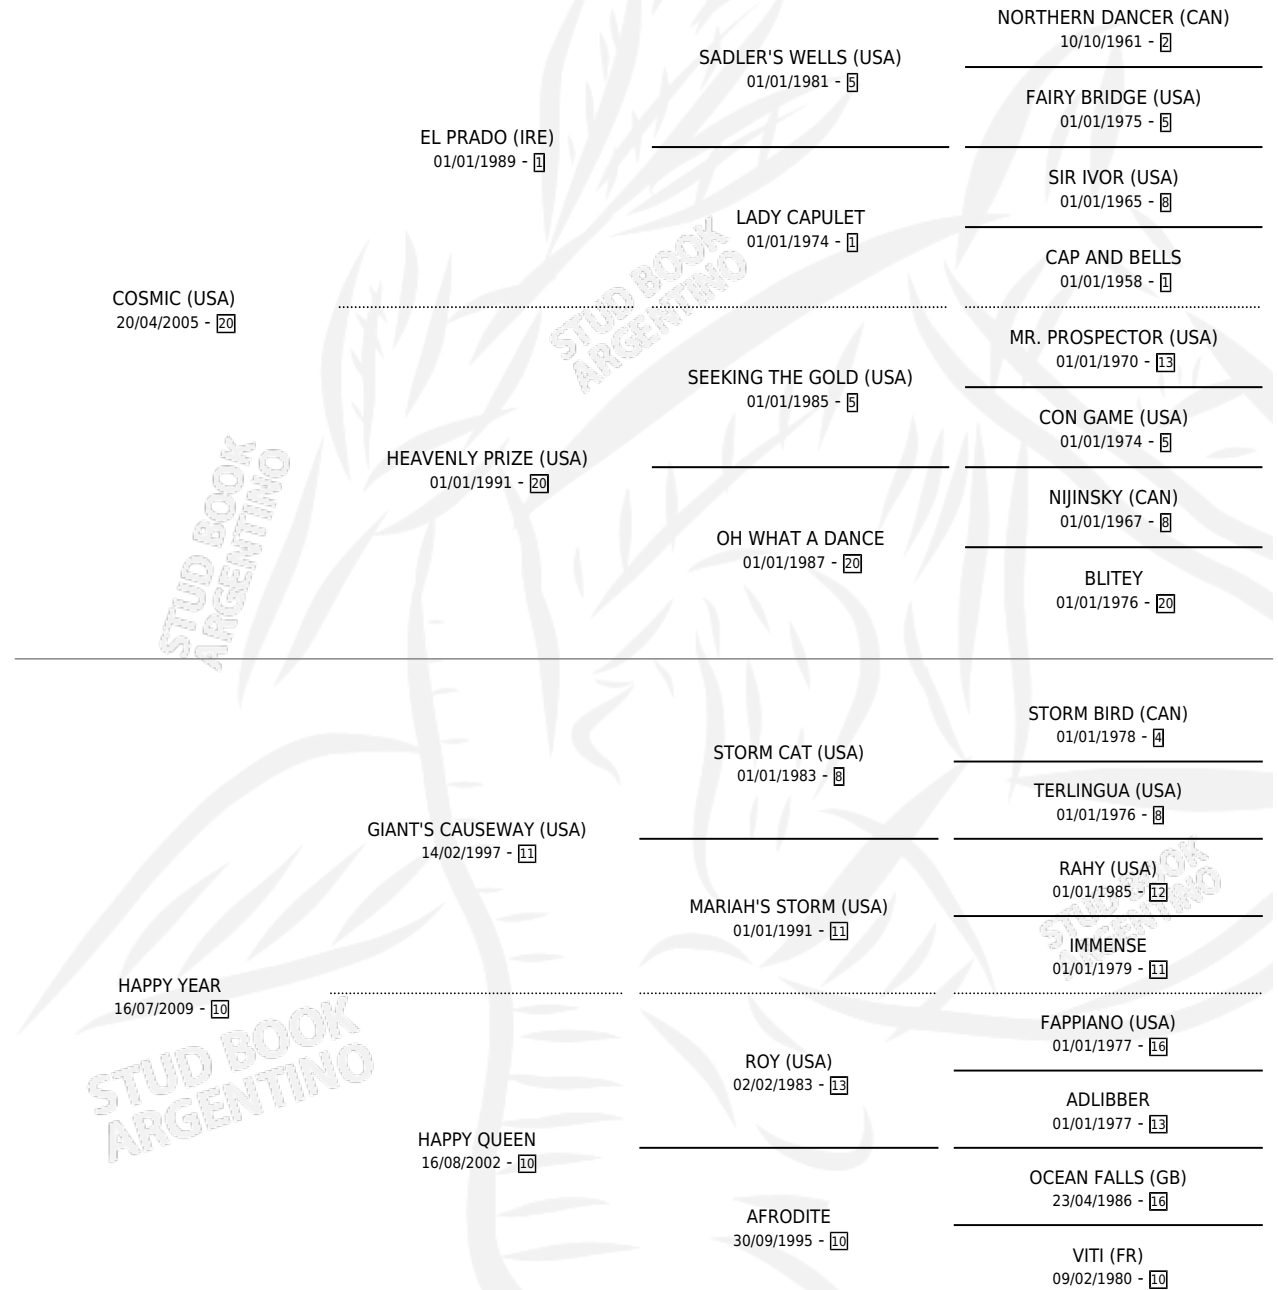 NORTHERN DANCER (CAN)
10/10/1961 - 2
SADLER'S WELLS (USA)
01/01/1981 - 5
FAIRY BRIDGE (USA)
01/01/1975 - 5
EL PRADO (IRE)
01/01/1989 - 1
SIR IVOR (USA)
01/01/1965 - 8
LADY CAPULET
01/01/1974 - 1
CAP AND BELLS
01/01/1958 - 1
COSMIC (USA)
20/04/2005 - 20
STUD BOOK
ARGENTINO
MR. PROSPECTOR (USA)
01/01/1970 - 13
SEEKING THE GOLD (USA)
01/01/1985 - 5
CON GAME (USA)
01/01/1974 - 5
HEAVENLY PRIZE (USA)
01/01/1991 - 20
NIJINSKY (CAN)
01/01/1967 - 8
OH WHAT A DANCE
01/01/1987 - 20
BLITEY
01/01/1976 - 20
STUD BOOK
ARGENTINO
STORM BIRD (CAN)
01/01/1978 - 4
STORM CAT (USA)
01/01/1983 - 8
TERLINGUA (USA)
01/01/1976 - 8
GIANT'S CAUSEWAY (USA)
14/02/1997 - 11
RAHY (USA)
01/01/1985 - 12
MARIAH'S STORM (USA)
01/01/1991 - 11
STUD BOOK
ARGENTINO
IMMENSE
01/01/1979 - 11
HAPPY YEAR
16/07/2009 - 10
FAPPIANO (USA)
01/01/1977 - 16
ROY (USA)
02/02/1983 - 13
STUD BOOK
ARGENTINO
ADLIBBER
01/01/1977 - 13
HAPPY QUEEN
16/08/2002 - 10
OCEAN FALLS (GB)
23/04/1986 - 16
AFRODITE
30/09/1995 - 10
VITI (FR)
09/02/1980 - 10